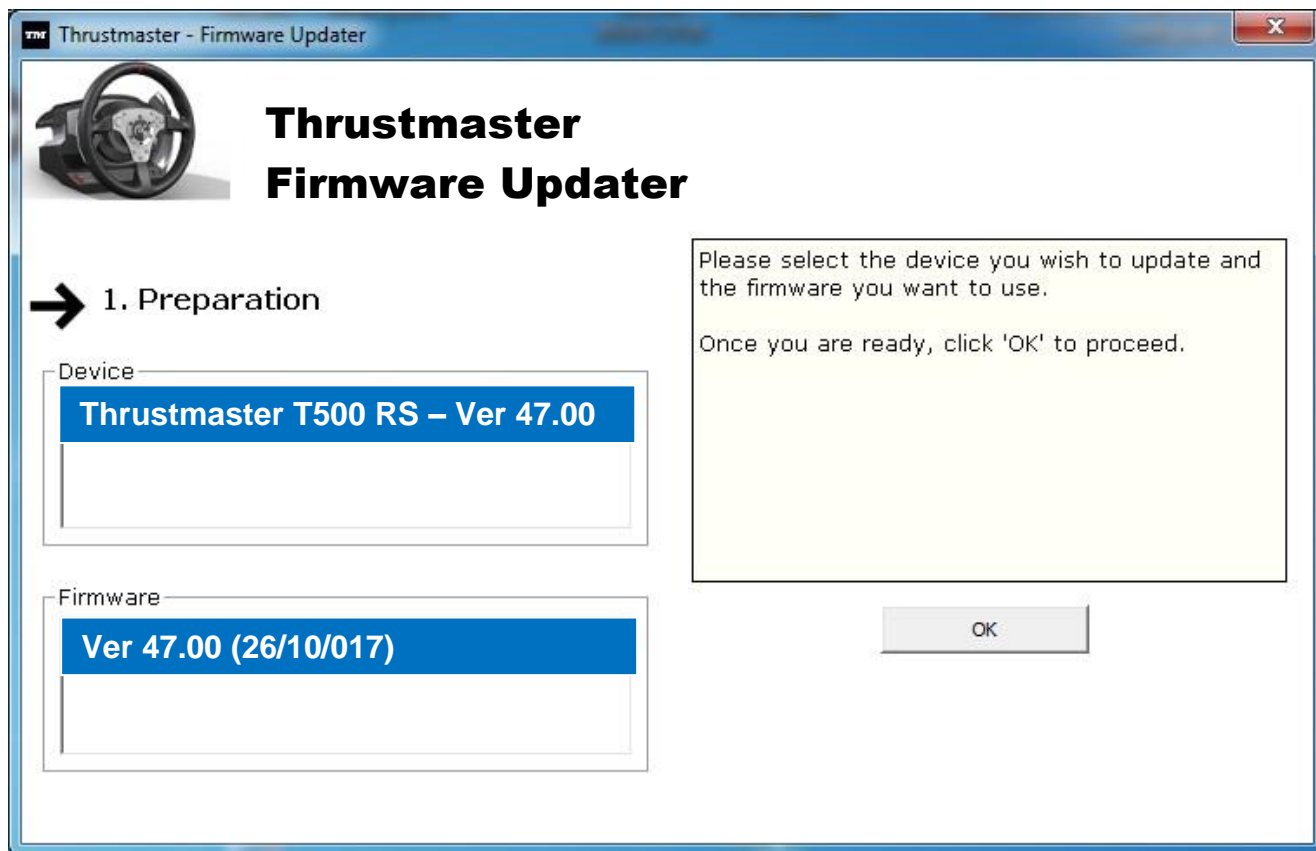 TM Thrustmaster - Firmware Updater
X
Thrustmaster
Firmware Updater
1. Preparation
Device
Thrustmaster T500 RS – Ver 47.00
Firmware
Ver 47.00 (26/10/017)
Please select the device you wish to update and
the firmware you want to use.
Once you are ready, click 'OK' to proceed.
OK